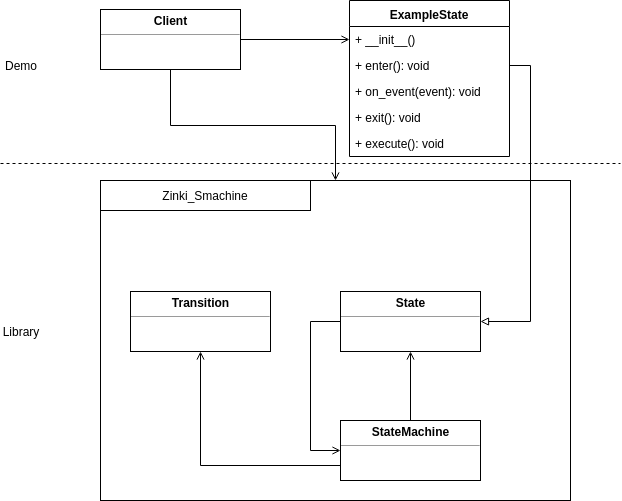 Client
ExampleState
+ __init__()
Demo
+ enter(): void
+ on_event(event): void
+ exit(): void
+ execute(): void
Zinki_Smachine
Transition
State
Library
StateMachine